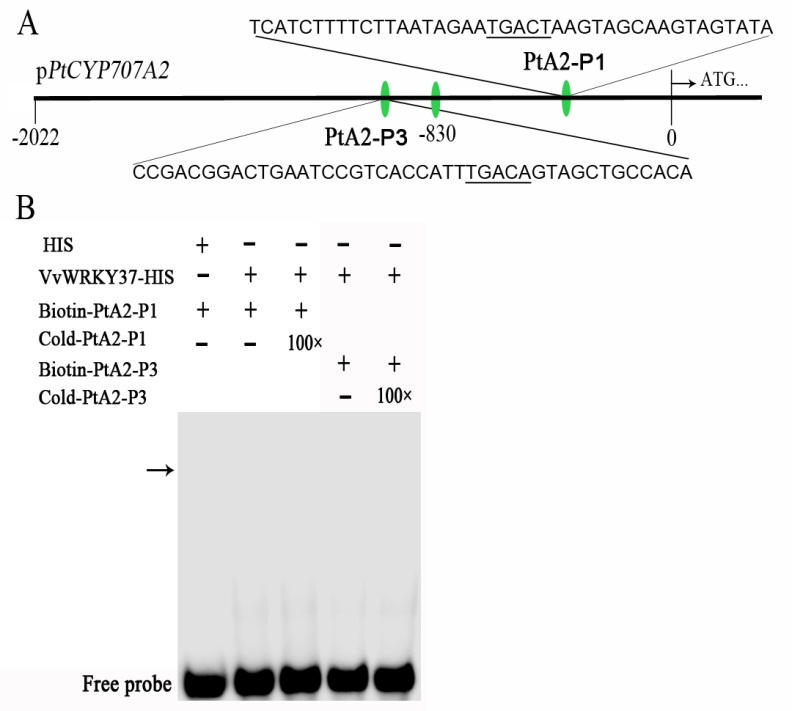 A
TCATCTTTTCTTAATAGAATGACTAAGTAGCAAGTAGTATA
pPtCYP707A2
PtA2-P1
ATG...
-2022
PtA2-P3
-830
0
CCGACGGACTGAATCCGTCACCATTTGACAGTAGCTGCCACA
B
HIS + - - - -
VvWRKY37-HIS - + + + +
Biotin-PtA2-P1 + + +
Cold-PtA2-P1 - - 100×
Biotin-PtA2-P3 + +
Cold-PtA2-P3 - 100×
Free probe